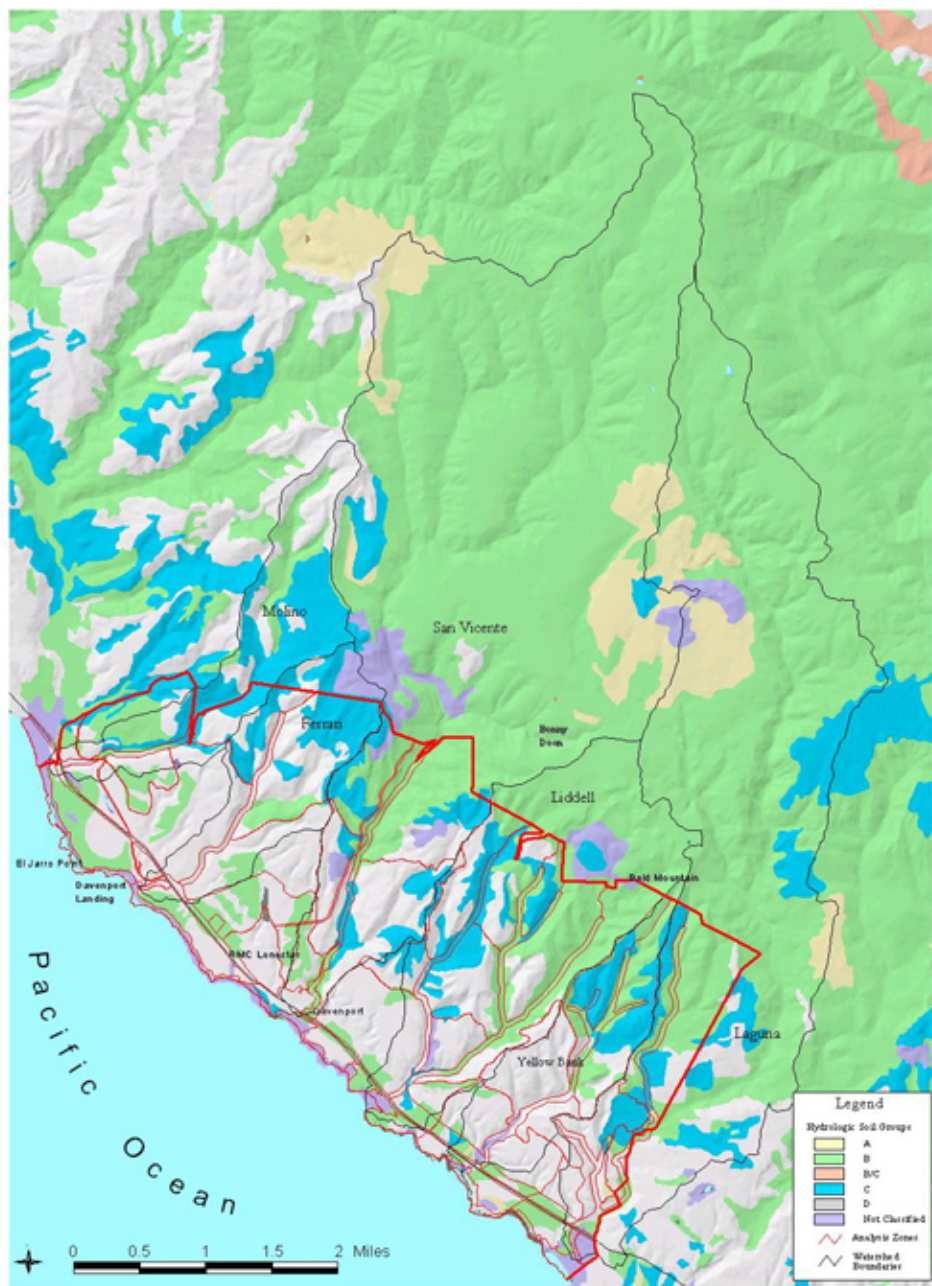 Molino
San Vicente
Ferrari
Bonny
Doon
Liddell
El Jarro Point
Bald Mountain
Davenport
Landing
RMC Lonestar
Davenport
Yellow Bank
Laguna
Pacific
Ocean
Legend
Hydrologic Soil Groups
A
B
B/C
C
D
Not Classified
Analysis Zones
Watershed
Boundaries
0 0.5 1 1.5 2 Miles